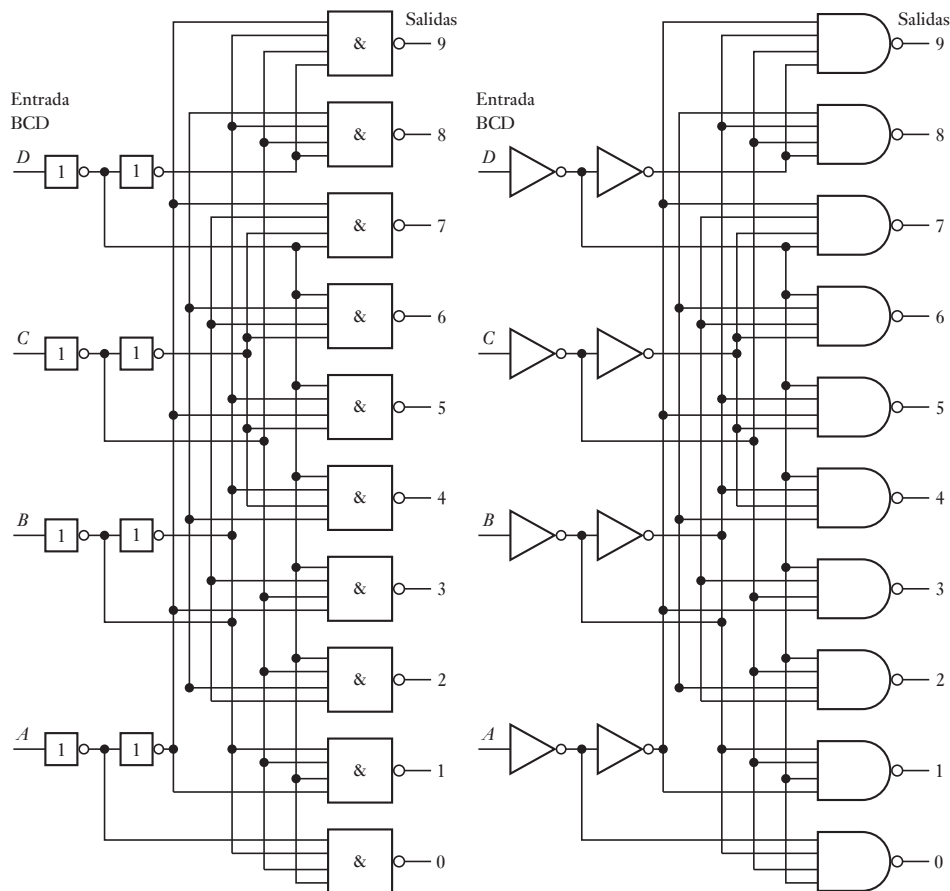 Salidas
& 9
Entrada
BCD
& 8
D 1 1
& 7
& 6
C 1 1
& 5
& 4
B 1 1
& 3
& 2
A 1 1
& 1
& 0
Salidas
9
Entrada
BCD
8
D
7
6
C
5
4
B
3
2
A
1
0